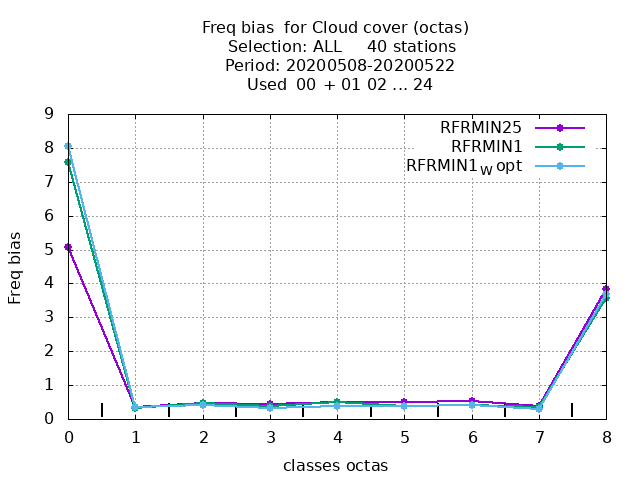 Freq bias  for Cloud cover (octas)
Selection: ALL     40 stations
Period: 20200508-20200522
Used  00 + 01 02 ... 24
RFRMIN25
RFRMIN1
RFRMIN1W opt
Freq bias
9
8
7
6
5
4
3
2
1
0
0 1 2 3 4 5 6 7 8
classes octas